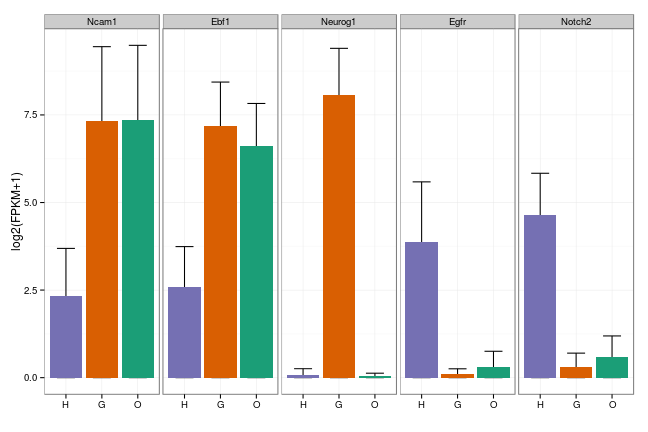 Ncam1 Ebf1 Neurog1 Egfr Notch2
log2(FPKM+1)
7.5
5.0
2.5
0.0
H G O H G O H G O H G O H G O